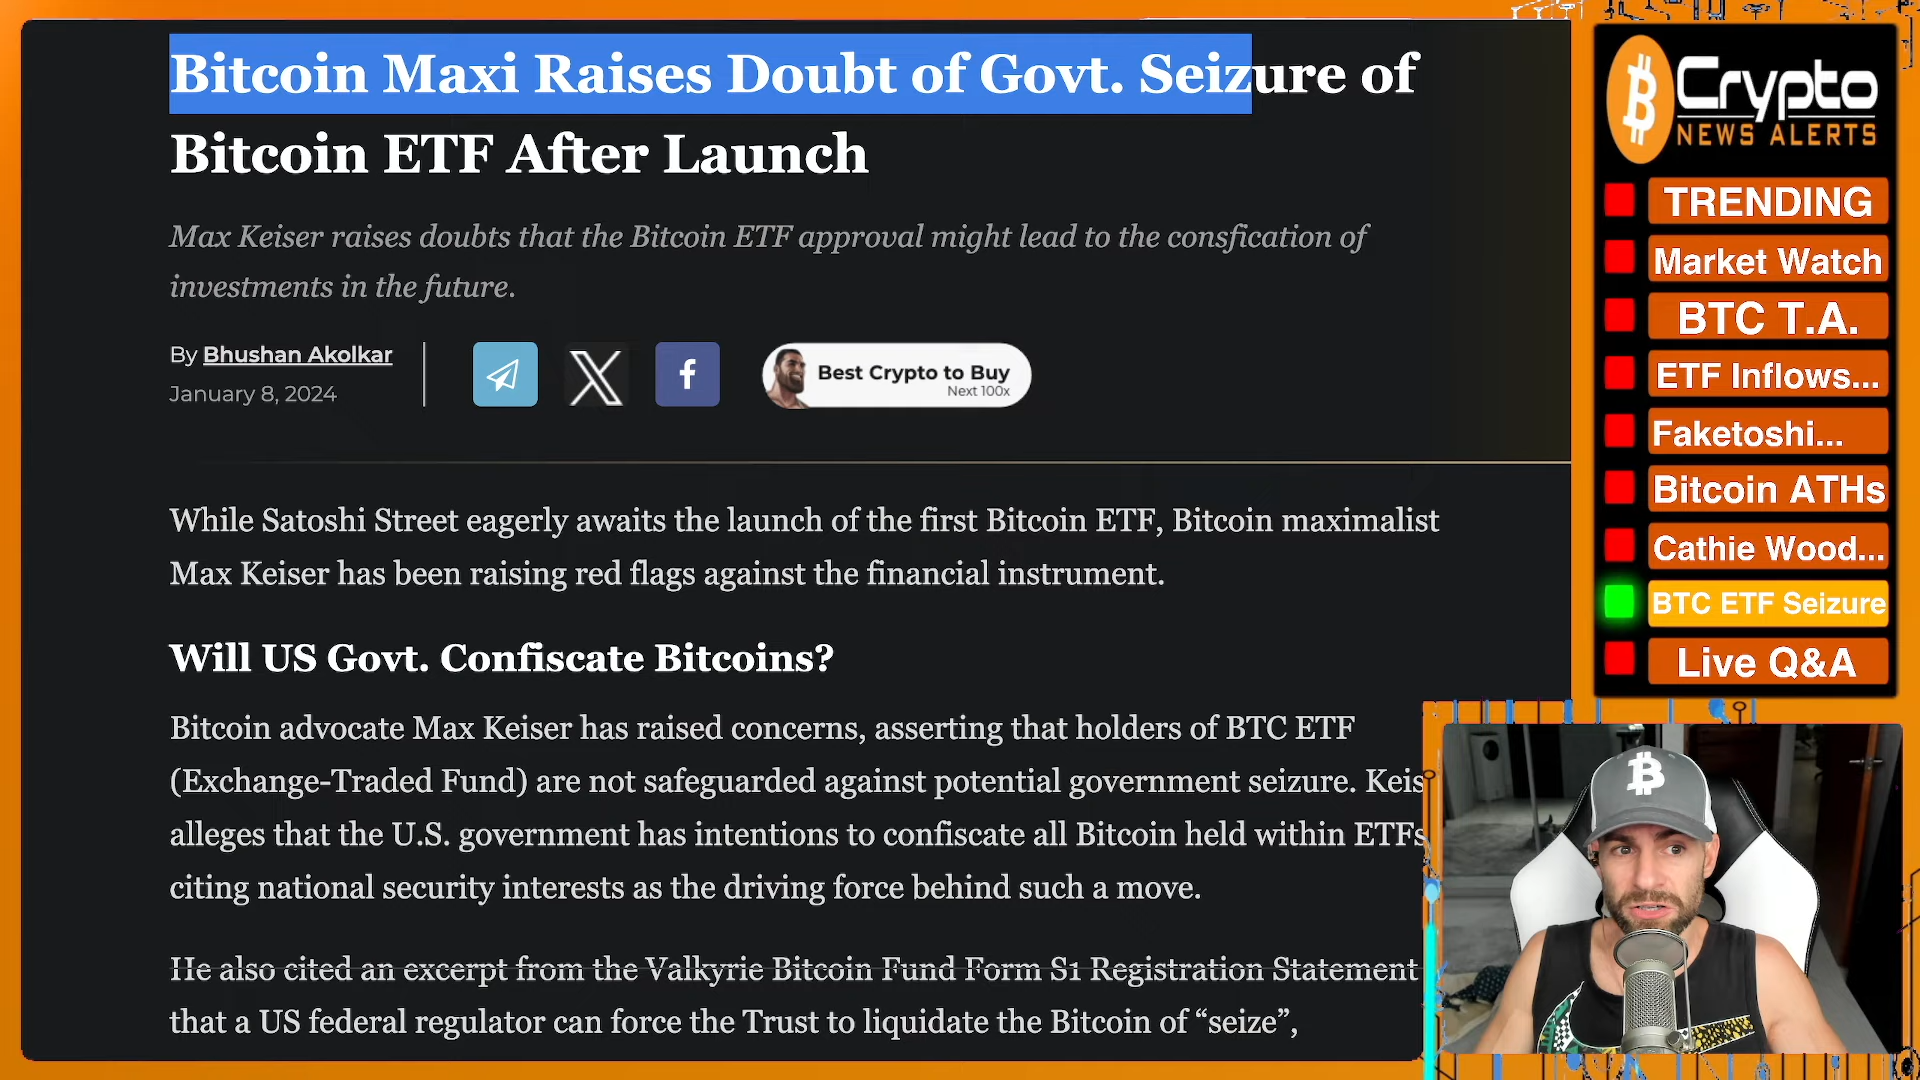 Bitcoin Maxi Raises Doubt of Govt. Seizure of
Bitcoin ETF After Launch
Max Keiser raises doubts that the Bitcoin ETF approval might lead to the consfication of
investments in the future.
By Bhushan Akolkar
January 8, 2024
Best Crypto to Buy
Next 100x
While Satoshi Street eagerly awaits the launch of the first Bitcoin ETF, Bitcoin maximalist
Max Keiser has been raising red flags against the financial instrument.
Will US Govt. Confiscate Bitcoins?
Bitcoin advocate Max Keiser has raised concerns, asserting that holders of BTC ETF
(Exchange-Traded Fund) are not safeguarded against potential government seizure. Keis
alleges that the U.S. government has intentions to confiscate all Bitcoin held within ETFs
citing national security interests as the driving force behind such a move.
He also cited an excerpt from the Valkyrie Bitcoin Fund Form S1 Registration Statement
that a US federal regulator can force the Trust to liquidate the Bitcoin of “seize”,
Crypto
NEWS ALERTS
TRENDING
Market Watch
BTC T.A.
ETF Inflows...
Faketoshi...
Bitcoin ATHs
Cathie Wood...
BTC ETF Seizure
Live Q&A